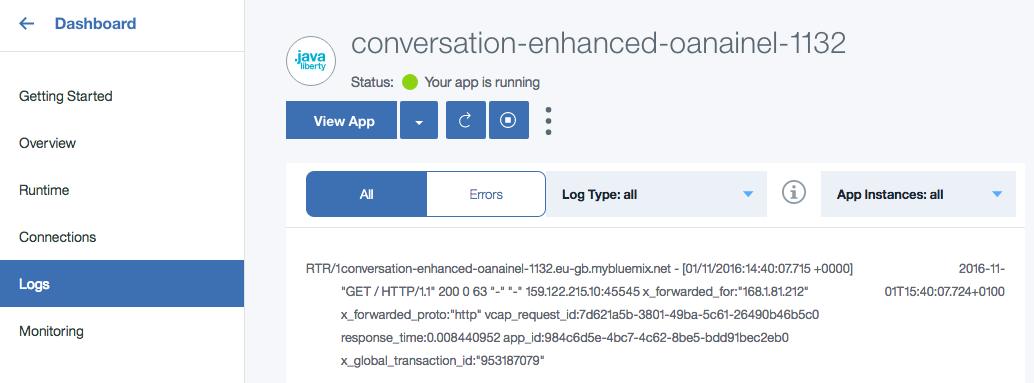 Dashboard
Getting Started
Overview
Runtime
Connections
Logs
Monitoring
java
liberty
conversation-enhanced-oanainel-1132
Status: Your app is running
View App
All
Errors
Log Type: all
App Instances: all
RTR/1conversation-enhanced-oanainel-1132.eu-gb.mybluemix.net - [01/11/2016:14:40:07.715 +0000]
"GET / HTTP/1.1" 200 0 63 "-" "-" 159.122.215.10:45545 x_forwarded_for:"168.1.81.212"
x_forwarded_proto:"http" vcap_request_id:7d621a5b-3801-49ba-5c61-26490b46b5c0
response_time:0.008440952 app_id:984c6d5e-4bc7-4c62-8be5-bdd91bec2eb0
x_global_transaction_id:"953187079"
2016-11-
01T15:40:07.724+0100